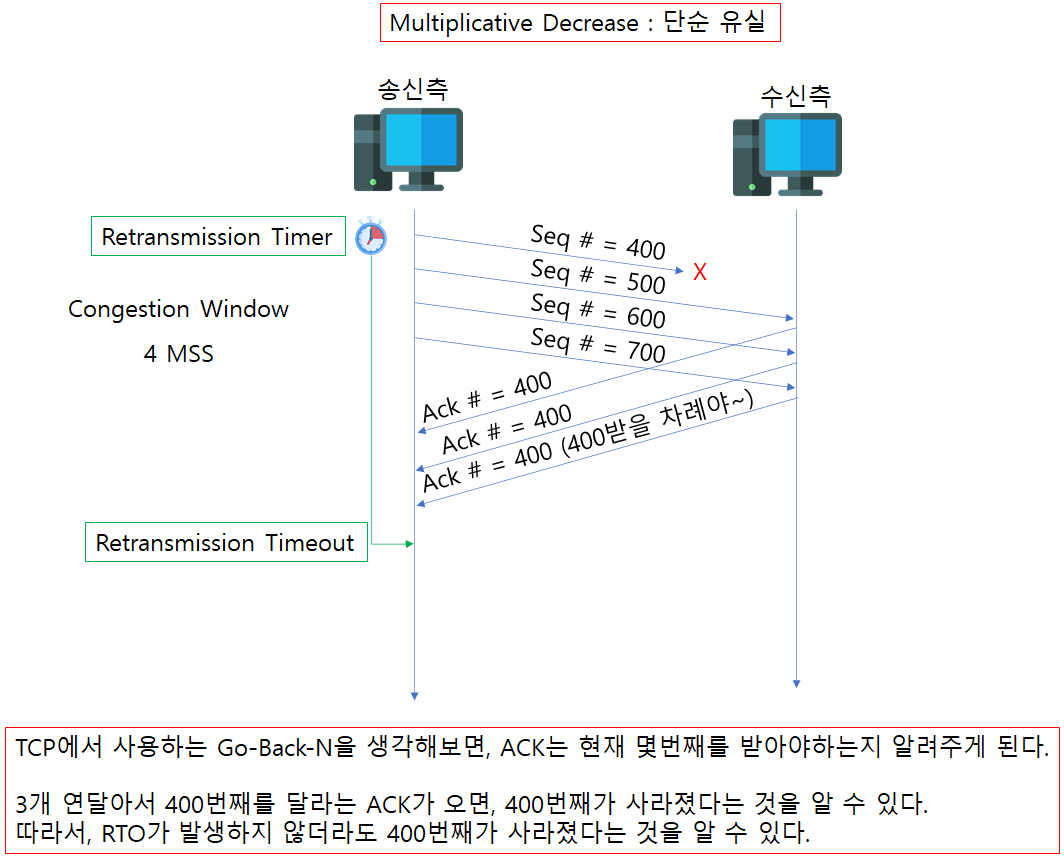 Multiplicative Decrease : 단순 유실
송신측
수신측
Retransmission Timer
Seq # = 400
X
Seq # = 500
Congestion Window
Seq # = 600
4 MSS
Seq # = 700
Ack # = 400
Ack # = 400
Ack # = 400 (400받을 차례야~)
Retransmission Timeout
TCP에서 사용하는 Go-Back-N을 생각해보면, ACK는 현재 몇번째를 받아야하는지 알려주게 된다.
3개 연달아서 400번째를 달라는 ACK가 오면, 400번째가 사라졌다는 것을 알 수 있다.
따라서, RTO가 발생하지 않더라도 400번째가 사라졌다는 것을 알 수 있다.